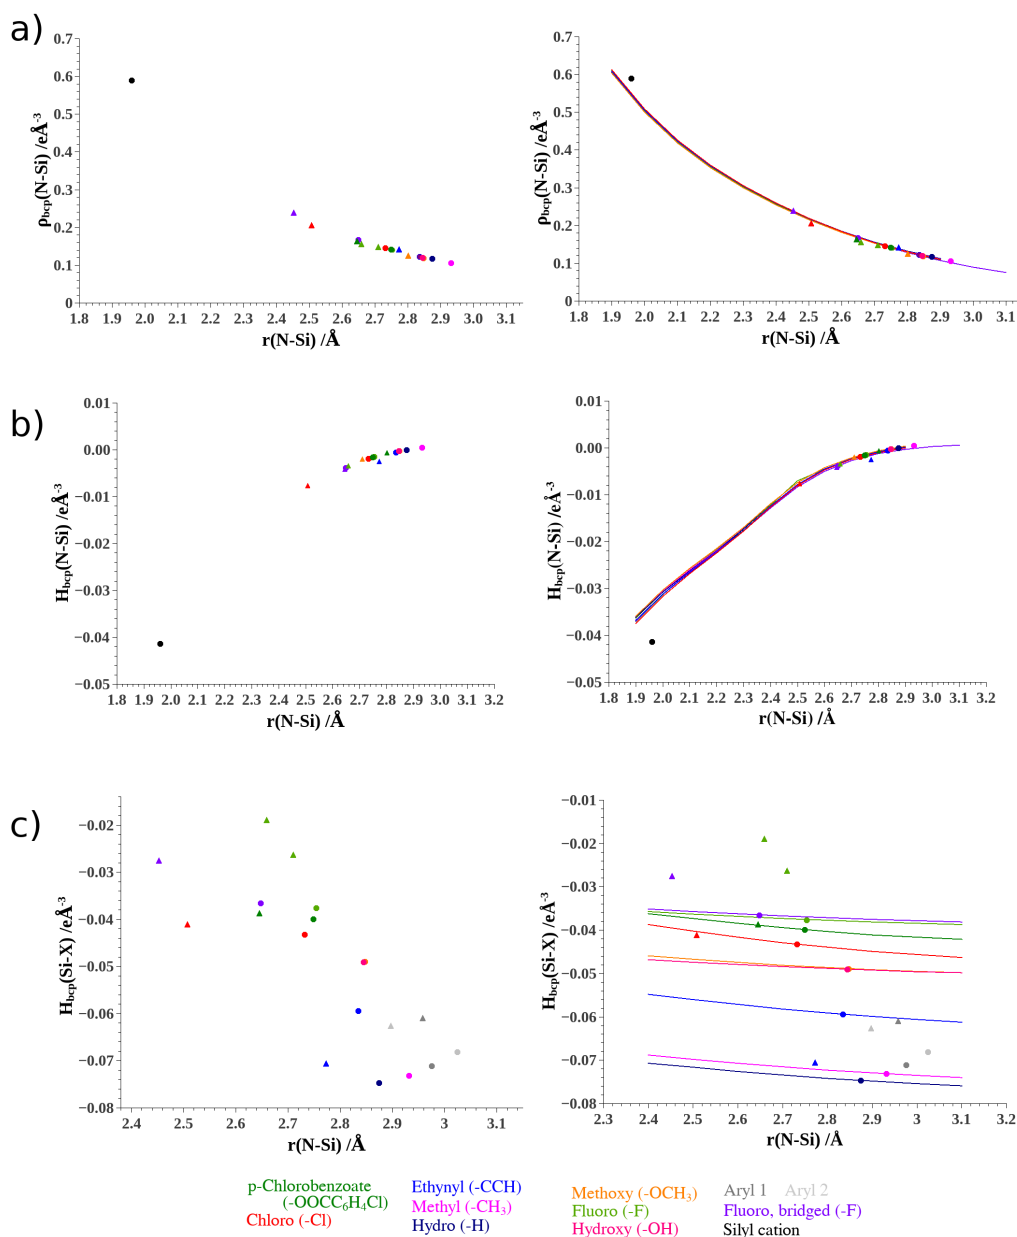 a)
0.7
0.6
0.5
0.4
0.3
0.2
0.1
0
ρbcp(N-Si) /eÅ-3
1.8 1.9 2.0 2.1 2.2 2.3 2.4 2.5 2.6 2.7 2.8 2.9 3.0 3.1
r(N-Si) /Å
0.7
0.6
0.5
0.4
0.3
0.2
0.1
0
ρbcp(N-Si) /eÅ-3
1.8 1.9 2.0 2.1 2.2 2.3 2.4 2.5 2.6 2.7 2.8 2.9 3.0 3.1
r(N-Si) /Å
b)
0.01
0.00
−0.01
−0.02
−0.03
−0.04
−0.05
Hbcp(N-Si) /eÅ-3
1.8 1.9 2.0 2.1 2.2 2.3 2.4 2.5 2.6 2.7 2.8 2.9 3.0 3.1 3.2
r(N-Si) /Å
0.01
0.00
−0.01
−0.02
−0.03
−0.04
−0.05
Hbcp(N-Si) /eÅ-3
1.8 1.9 2.0 2.1 2.2 2.3 2.4 2.5 2.6 2.7 2.8 2.9 3.0 3.1 3.2
r(N-Si) /Å
c)
−0.02
−0.03
−0.04
−0.05
−0.06
−0.07
−0.08
Hbcp(Si-X) /eÅ-3
2.4 2.5 2.6 2.7 2.8 2.9 3 3.1
r(N-Si) /Å
−0.01
−0.02
−0.03
−0.04
−0.05
−0.06
−0.07
−0.08
Hbcp(Si-X) /eÅ-3
2.3 2.4 2.5 2.6 2.7 2.8 2.9 3 3.1 3.2
r(N-Si) /Å
p-Chlorobenzoate
(-OOCC6H4Cl)
Chloro (-Cl)
Ethynyl (-CCH)
Methyl (-CH3)
Hydro (-H)
Methoxy (-OCH3)
Fluoro (-F)
Hydroxy (-OH)
Aryl 1 Aryl 2
Fluoro, bridged (-F)
Silyl cation